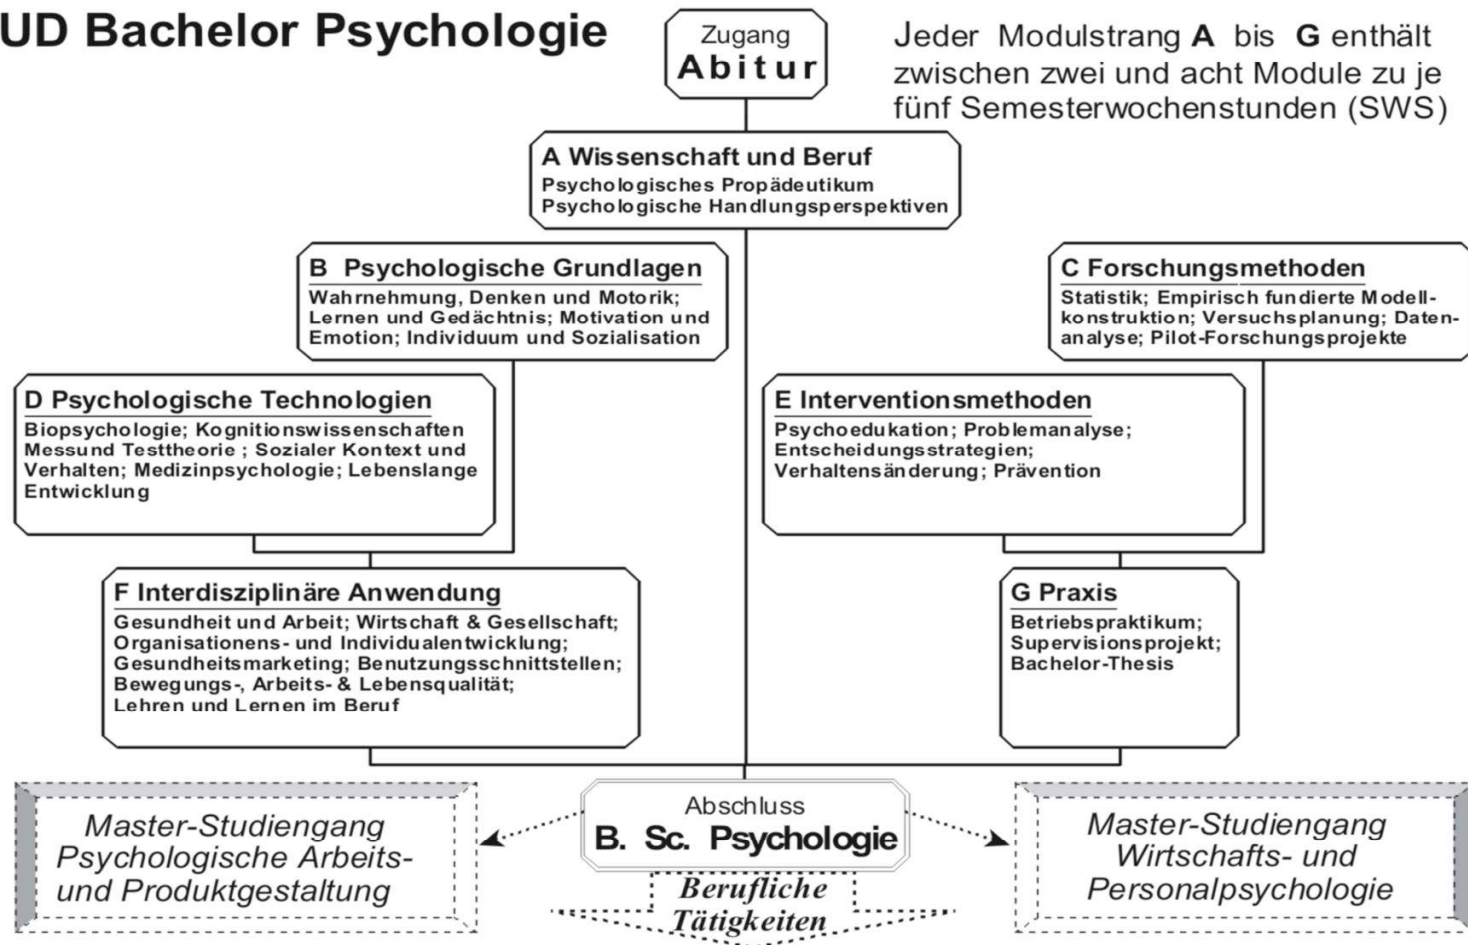 UD Bachelor Psychologie
Zugang
Abitur
Jeder Modulstrang A bis G enthält
zwischen zwei und acht Module zu je
fünf Semesterwochenstunden (SWS)
A Wissenschaft und Beruf
Psychologisches Propädeutikum
Psychologische Handlungsperspektiven
B Psychologische Grundlagen
Wahrnehmung, Denken und Motorik;
Lernen und Gedächtnis; Motivation und
Emotion; Individuum und Sozialisation
C Forschungsmethoden
Statistik; Empirisch fundierte Modell-
konstruktion; Versuchsplanung; Daten-
analyse; Pilot-Forschungsprojekte
D Psychologische Technologien
Biopsychologie; Kognitionswissenschaften
Messund Testtheorie ; Sozialer Kontext und
Verhalten; Medizinpsychologie; Lebenslange
Entwicklung
E Interventionsmethoden
Psychoedukation; Problemanalyse;
Entscheidungsstrategien;
Verhaltensänderung; Prävention
F Interdisziplinäre Anwendung
Gesundheit und Arbeit; Wirtschaft & Gesellschaft;
Organisationens- und Individualentwicklung;
Gesundheitsmarketing; Benutzungsschnittstellen;
Bewegungs-, Arbeits- & Lebensqualität;
Lehren und Lernen im Beruf
G Praxis
Betriebspraktikum;
Supervisionsprojekt;
Bachelor-Thesis
Master-Studiengang
Psychologische Arbeits-
und Produktgestaltung
Abschluss
B. Sc. Psychologie
Berufliche
Tätigkeiten
Master-Studiengang
Wirtschafts- und
Personalpsychologie